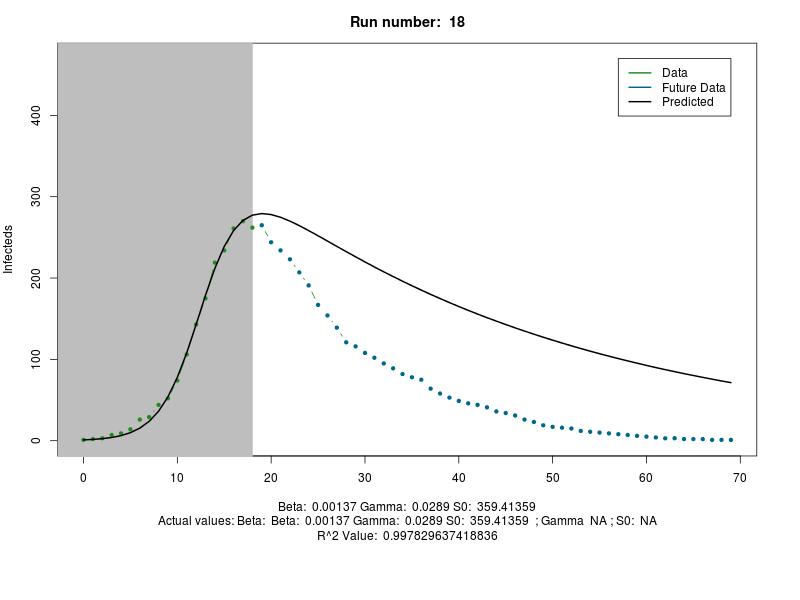 Run number:  18
Data
Future Data
Predicted
Infecteds
400
300
200
100
0
0 10 20 30 40 50 60 70
Beta:  0.00137 Gamma:  0.0289 S0:  359.41359
Actual values: Beta:  Beta:  0.00137 Gamma:  0.0289 S0:  359.41359  ; Gamma  NA ; S0:  NA
R^2 Value:  0.997829637418836